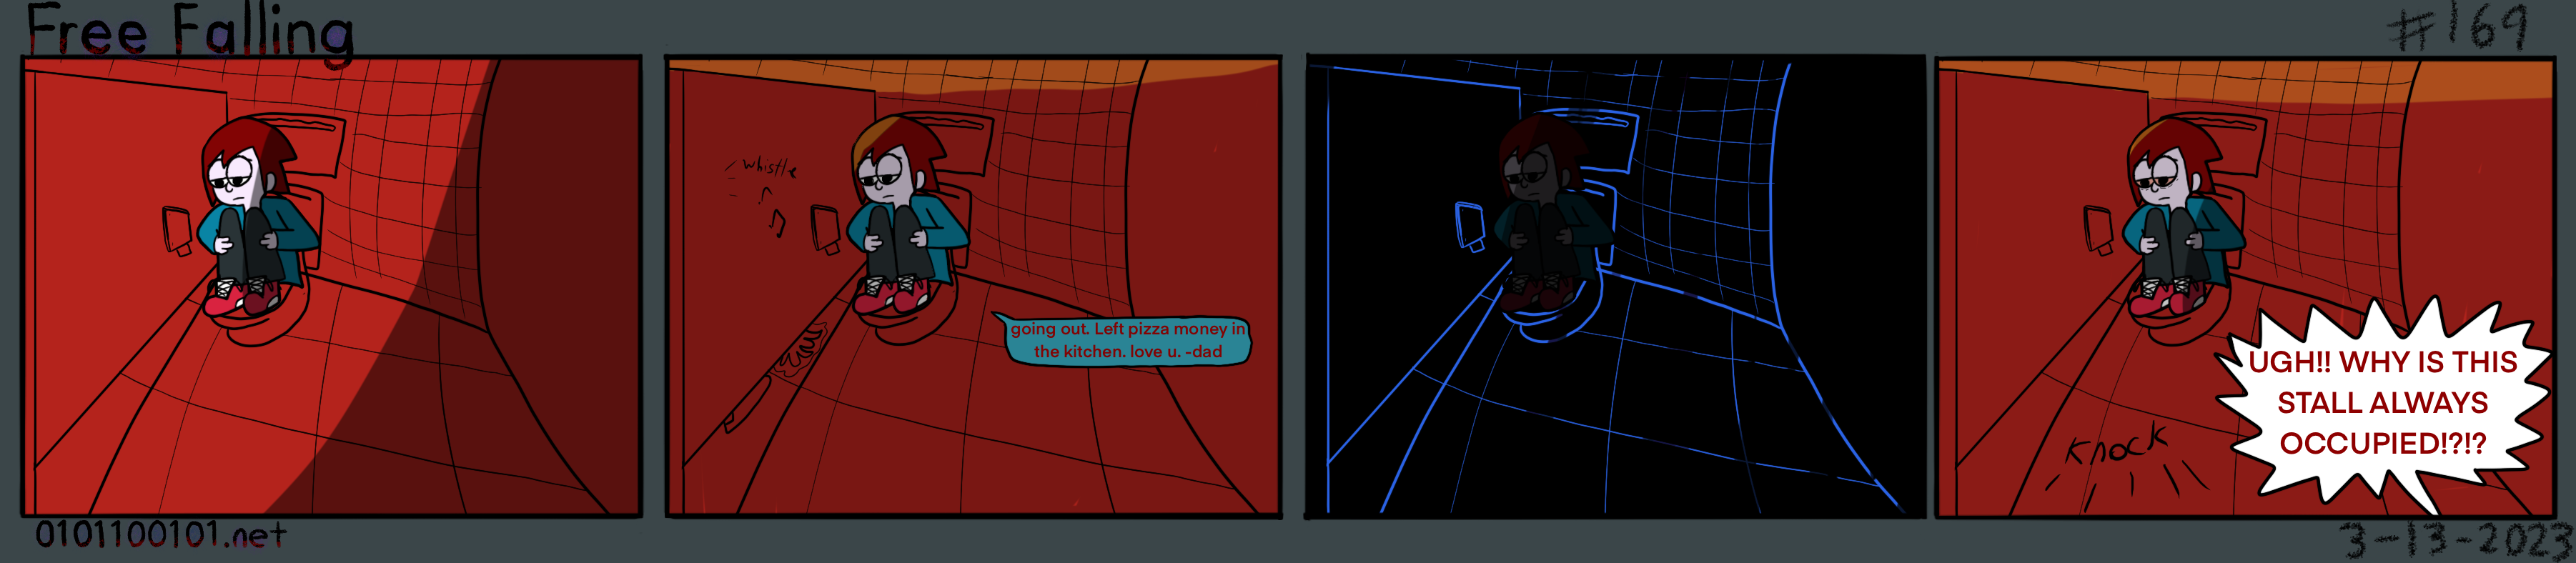 Free Falling
#169
whistle
going out. Left pizza money in
the kitchen. love u. -dad
Knock
UGH!! WHY IS THIS
STALL ALWAYS
OCCUPIED!?!?
0101100101.net
3-13-2023